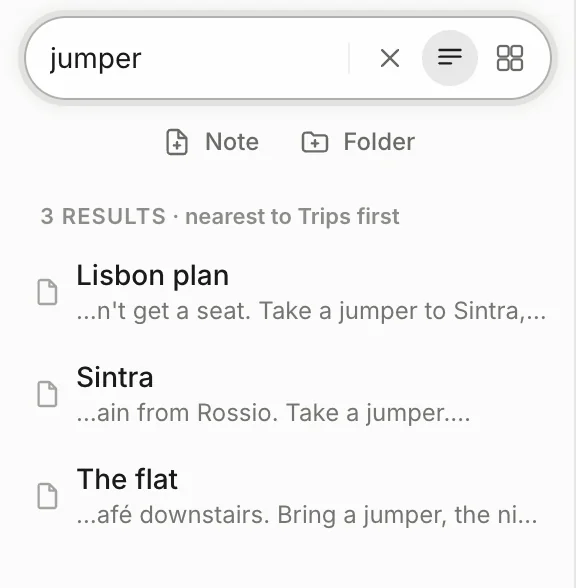 jumper
Note Folder
3 RESULTS · nearest to Trips first
Lisbon plan
...n't get a seat. Take a jumper to Sintra,...
Sintra
...ain from Rossio. Take a jumper....
The flat
...afé downstairs. Bring a jumper, the ni...